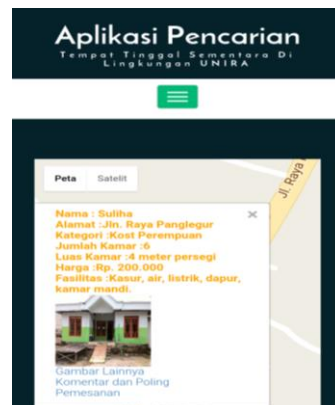 Aplikasi Pencarian
Tempat Tinggal Sementara Di
Lingkungan UNIRA
Peta Satelit
Jl. Raya
Nama : Suliha
Alamat :Jln. Raya Panglegur
Kategori :Kost Perempuan
Jumlah Kamar :6
Luas Kamar :4 meter persegi
Harga :Rp. 200.000
Fasilitas :Kasur, air, listrik, dapur,
kamar mandi.
Gambar Lainnya
Komentar dan Poling
Pemesanan